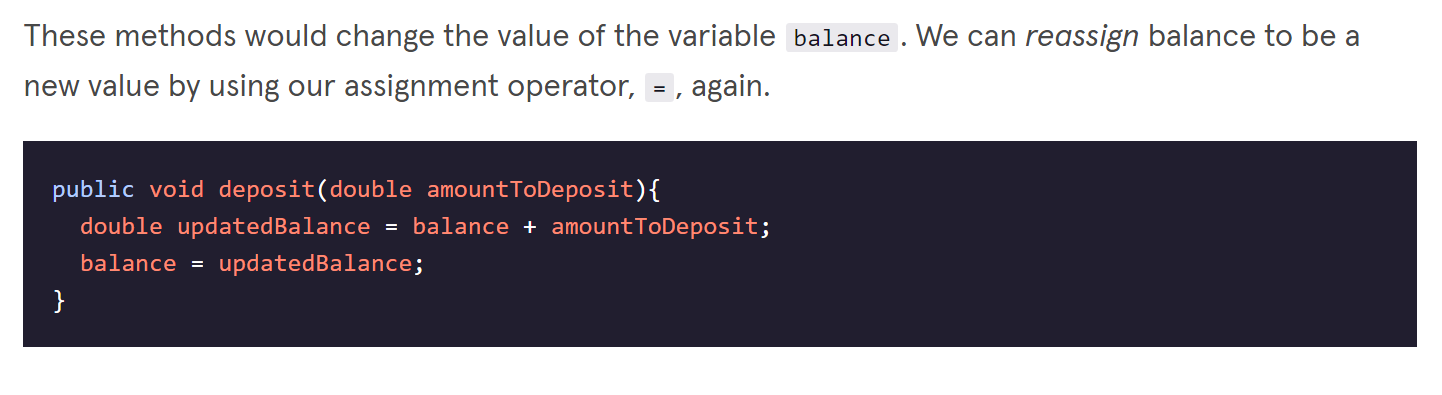 These methods would change the value of the variable balance. We can reassign balance to be a
new value by using our assignment operator, =, again.
public void deposit(double amountToDeposit){
  double updatedBalance = balance + amountToDeposit;
  balance = updatedBalance;
}